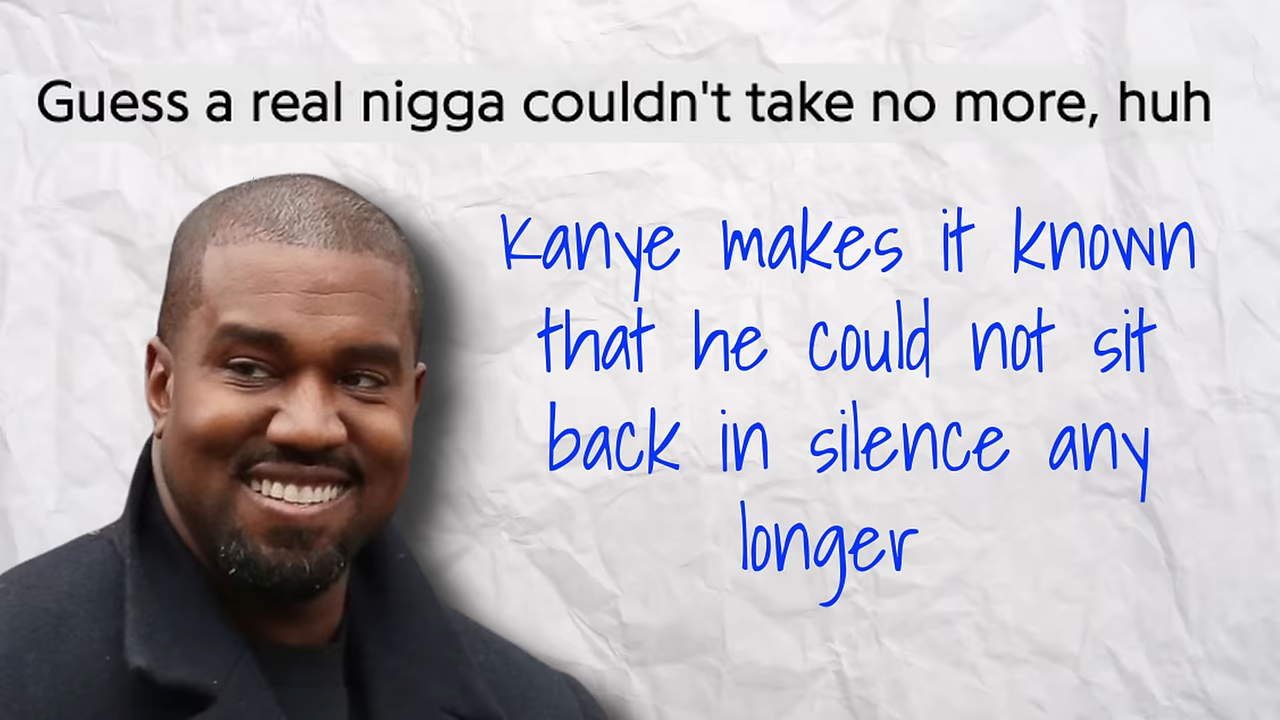 Guess a real nigga couldn't take no more, huh
Kanye makes it known
that he could not sit
back in silence any
longer